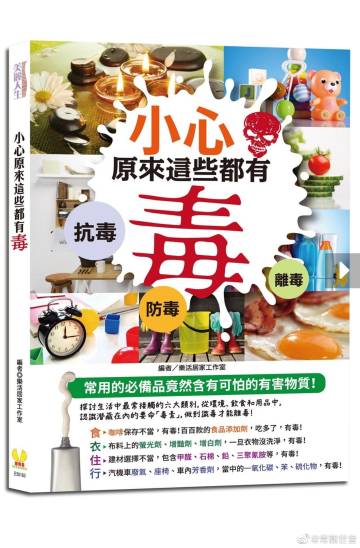 美麗人生
小心原來這些都有毒
編者◎樂活居家工作室
小心
原來這些都有
毒
抗毒
防毒
離毒
編者／樂活居家工作室
常用的必備品竟然含有可怕的有害物質！
探討生活中最常接觸的六大類別，從環境、飲食和用品中，
認識潛藏在內的要命「毒素」，做到識毒才能離毒！
食 咖啡保存不當，有毒！百百款的食品添加劑，吃多了，有毒！
衣 布料上的螢光劑、增豔劑、增白劑，一旦衣物沒洗淨，有毒！
住 建材選擇不當，包含甲醛、石棉、鉛、三聚氰胺等，有毒！
行 汽機車廢氣、座椅、車內芳香劑，當中的一氧化碳、苯、硫化物，有毒！